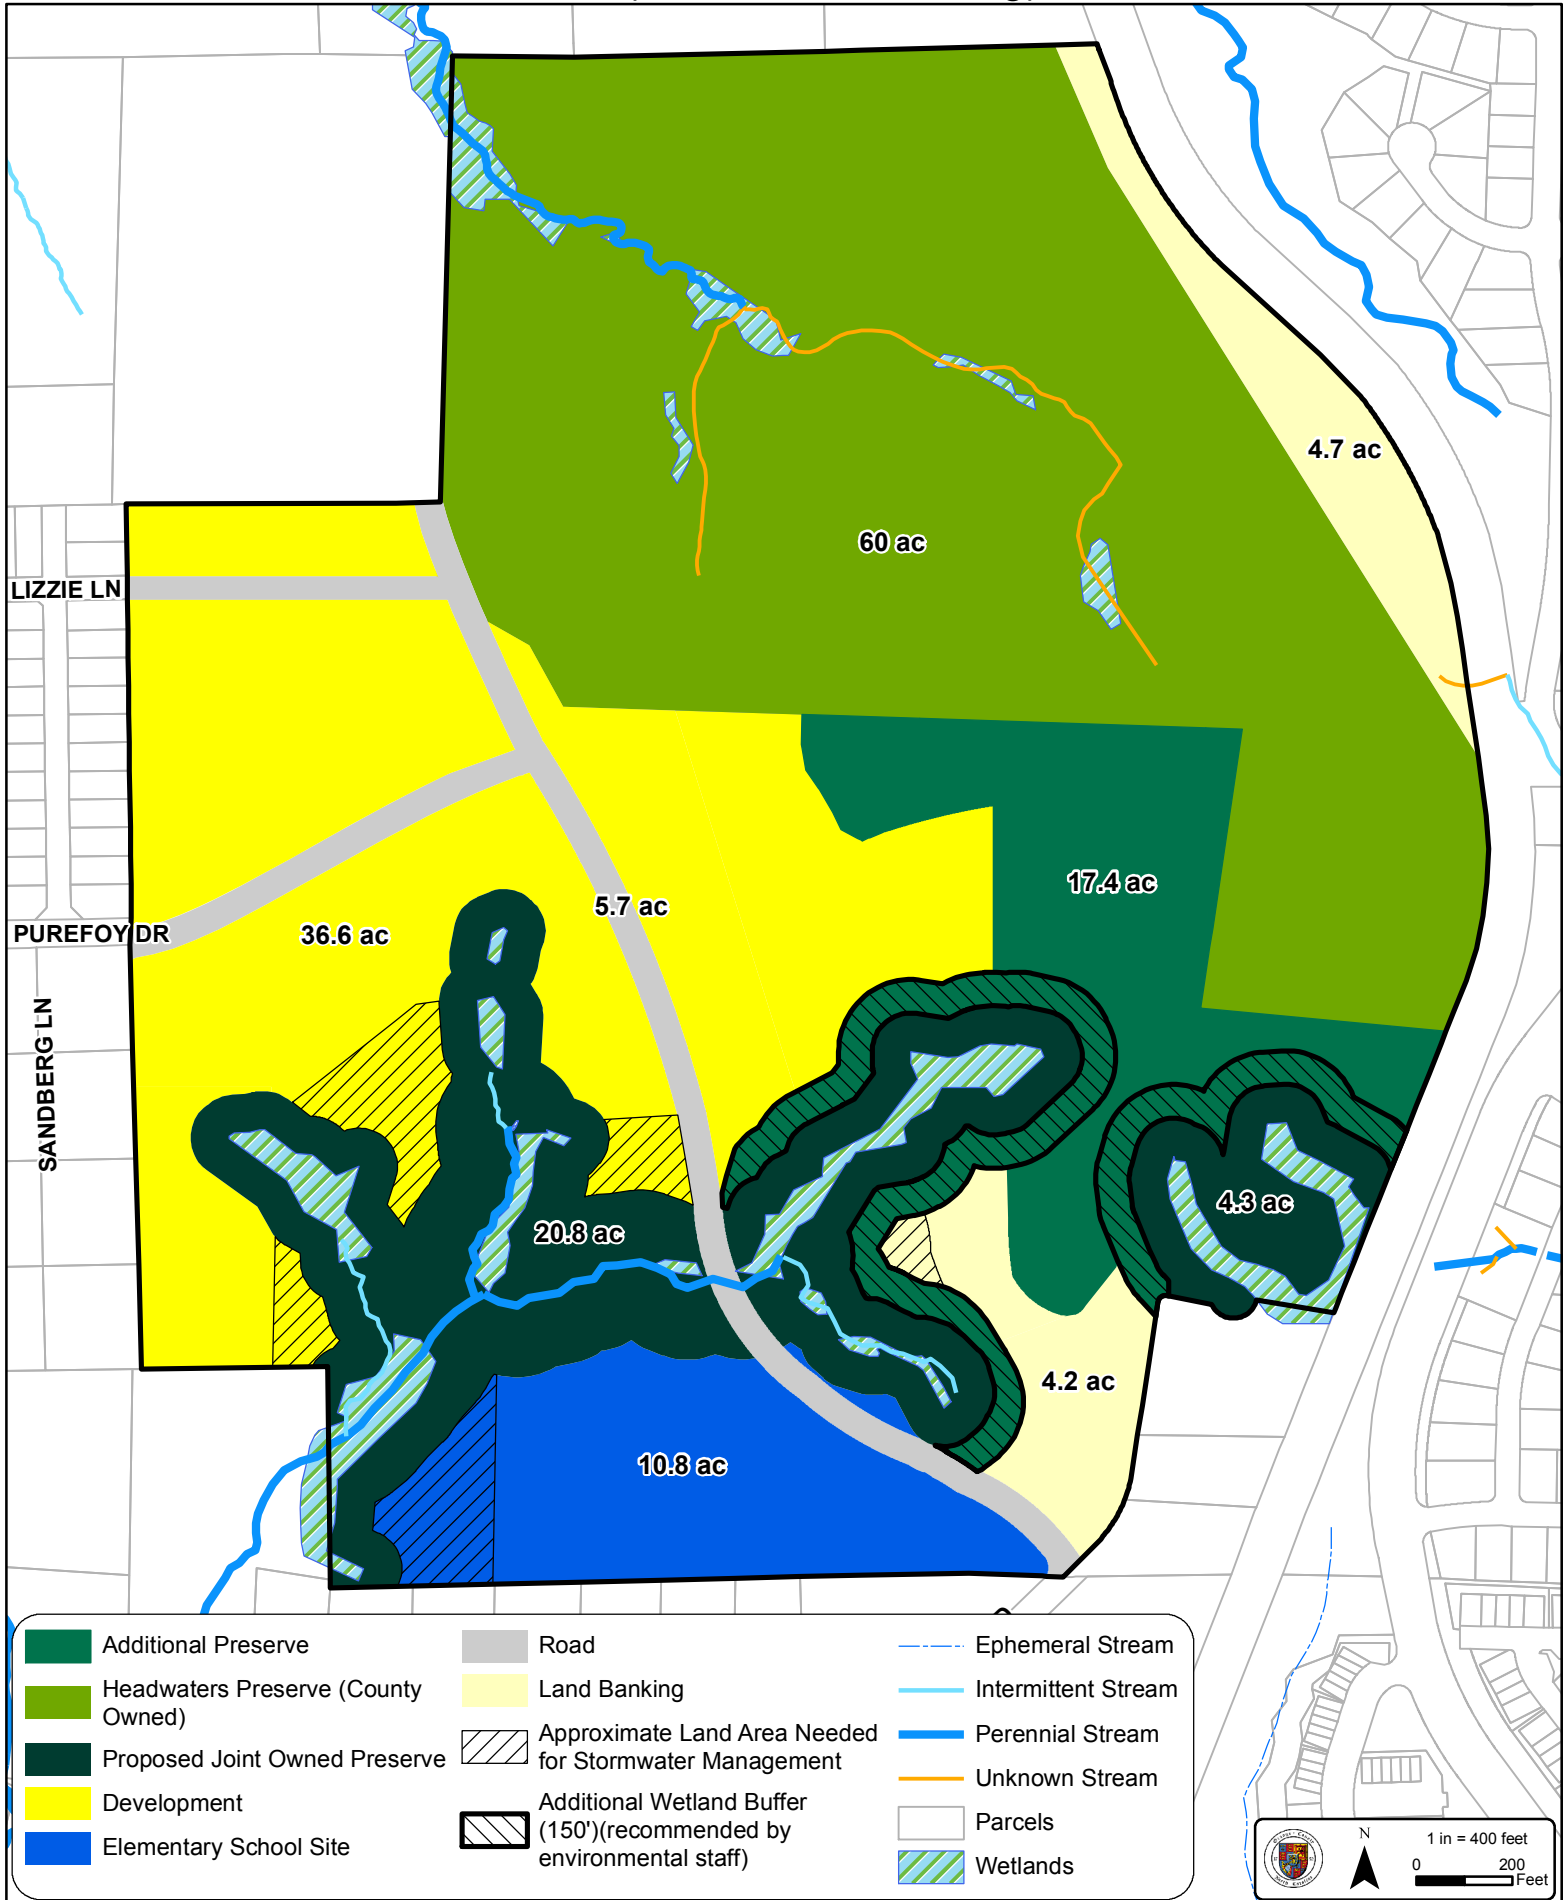 4.7 ac
60 ac
LIZZIE LN
17.4 ac
5.7 ac
PUREFOY DR
36.6 ac
SANDBERG LN
4.3 ac
20.8 ac
4.2 ac
10.8 ac
Additional Preserve
Headwaters Preserve (County
Owned)
Proposed Joint Owned Preserve
Development
Elementary School Site
Road
Land Banking
Approximate Land Area Needed
for Stormwater Management
Additional Wetland Buffer
(150')(recommended by
environmental staff)
Ephemeral Stream
Intermittent Stream
Perennial Stream
Unknown Stream
Parcels
Wetlands
N
1 in = 400 feet
0 200
Feet